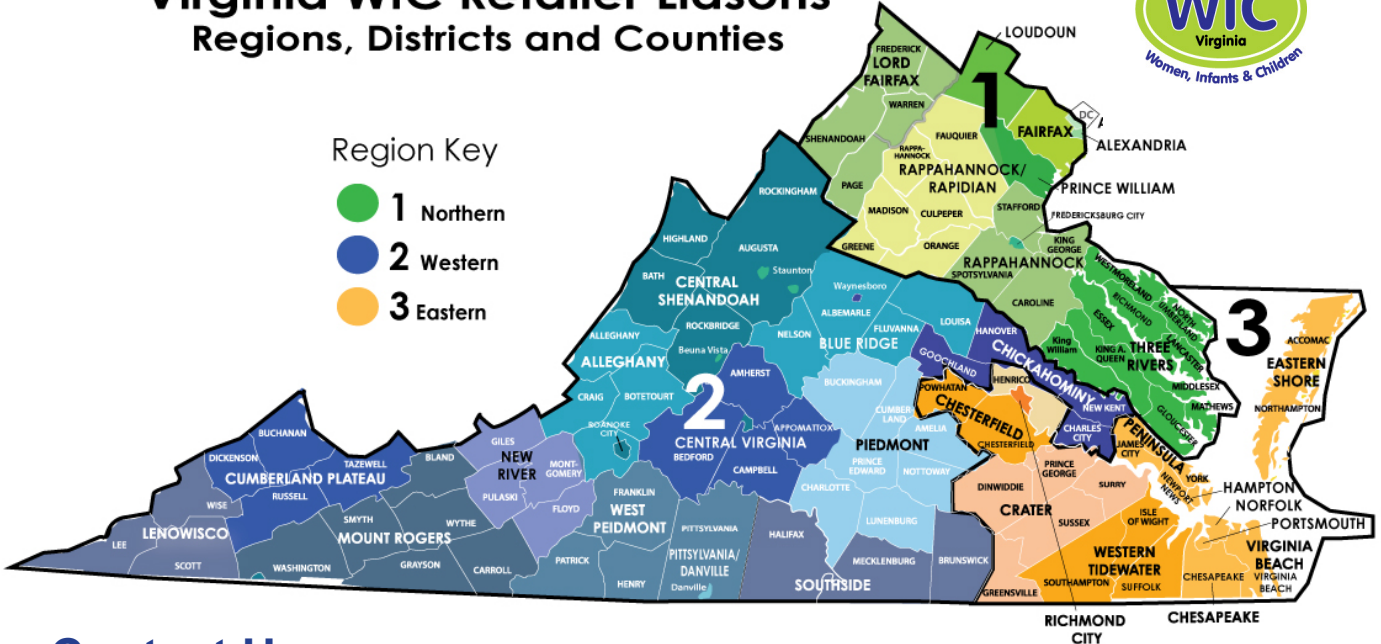 Virginia WIC Retailer Liasons
Regions, Districts and Counties
WIC
Virginia
Women, Infants & Children
Region Key
1 Northern
2 Western
3 Eastern
1
LOUDOUN
FREDERICK
LORD
FAIRFAX
WARREN
SHENANDOAH
PAGE
FAIRFAX
DC
ALEXANDRIA
FAUQUIER
RAPPA-
HANNOCK
RAPPAHANNOCK/
RAPIDIAN
PRINCE WILLIAM
MADISON
CULPEPER
STAFFORD
FREDERICKSBURG CITY
GREENE
ORANGE
KING
GEORGE
RAPPAHANNOCK
SPOTSYLVANIA
CAROLINE
WESTMORELAND
RICHMOND
NORTH
UMBERLAND
ESSEX
LANCASTER
King
William
KING A.
QUEEN
THREE
RIVERS
MIDDLESEX
MATHEWS
GLOUCESTER
2
ROCKINGHAM
HIGHLAND
AUGUSTA
BATH
Staunton
CENTRAL
SHENANDOAH
ROCKBRIDGE
Beuna Vista
Waynesboro
ALBEMARLE
NELSON
FLUVANNA
LOUISA
BLUE RIDGE
HANOVER
GOOCHLAND
CHICKAHOMINY
NEW KENT
CHARLES
CITY
ALLEGHANY
ALLEGHANY
CRAIG
BOTETOURT
ROANOKE
CITY
AMHERST
APPOMATTOX
CENTRAL VIRGINIA
BEDFORD
CAMPBELL
BUCKINGHAM
CUMBER-
LAND
AMELIA
PIEDMONT
PRINCE
EDWARD
NOTTOWAY
CHARLOTTE
LUNENBURG
BUCHANAN
DICKENSON
TAZEWELL
CUMBERLAND PLATEAU
RUSSELL
WISE
LENOWISCO
LEE
SCOTT
BLAND
SMYTH
WYTHE
MOUNT ROGERS
WASHINGTON
GRAYSON
CARROLL
GILES
NEW
RIVER
MONT-
GOMERY
PULASKI
FLOYD
FRANKLIN
WEST
PEIDMONT
PATRICK
HENRY
PITTSYLVANIA
PITTSYLVANIA/
DANVILLE
Danville
HALIFAX
MECKLENBURG
BRUNSWICK
SOUTHSIDE
3
ACCOMAC
EASTERN
SHORE
NORTHAMPTON
POWHATAN
HENRICO
CHESTERFIELD
CHESTERFIELD
PENINSULA
JAMES
CITY
YORK
NEWPORT
NEWS
HAMPTON
NORFOLK
PORTSMOUTH
PRINCE
GEORGE
DINWIDDIE
SURRY
CRATER
SUSSEX
GREENSVILLE
ISLE
OF WIGHT
WESTERN
TIDEWATER
SOUTHAMPTON
SUFFOLK
CHESAPEAKE
VIRGINIA
BEACH
VIRGINIA
BEACH
CHESAPEAKE
RICHMOND
CITY